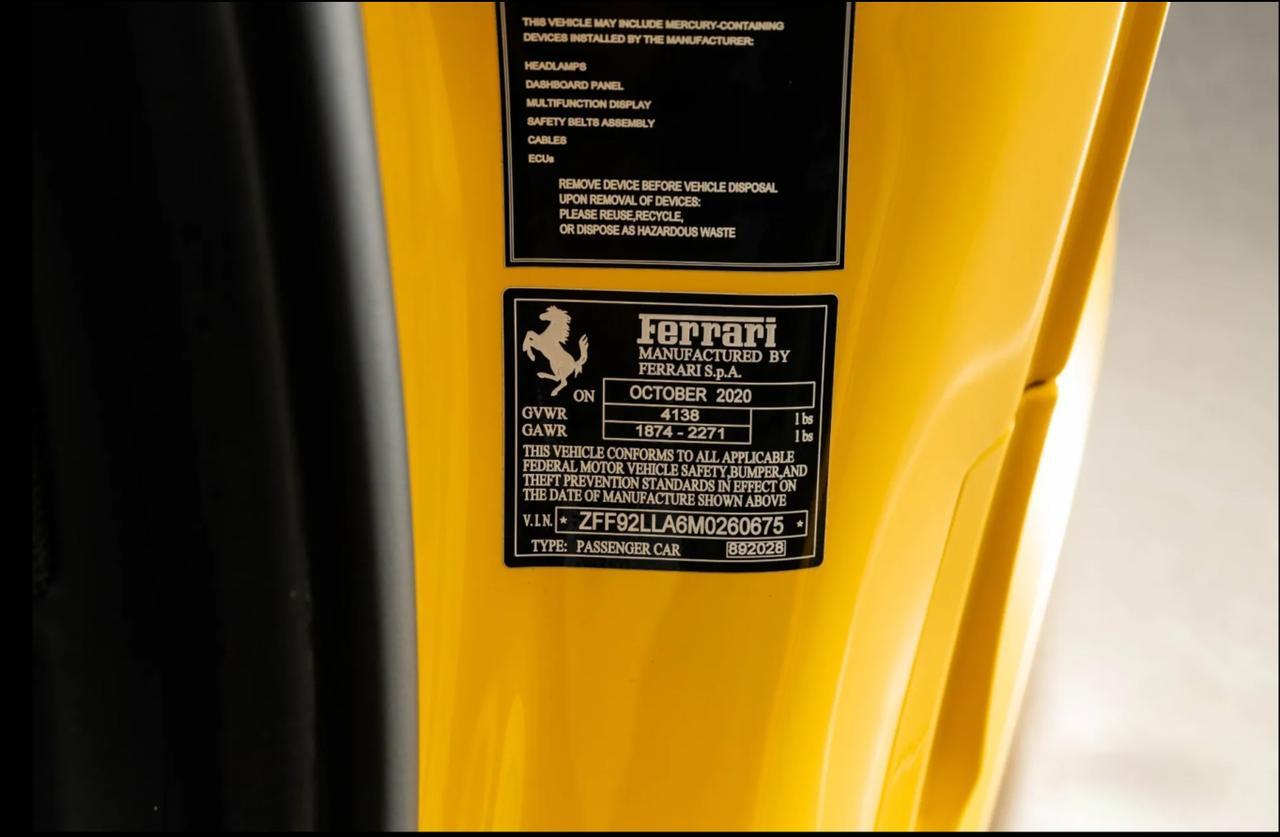 THIS VEHICLE MAY INCLUDE MERCURY-CONTAINING
DEVICES INSTALLED BY THE MANUFACTURER:
HEADLAMPS
DASHBOARD PANEL
MULTIFUNCTION DISPLAY
SAFETY BELTS ASSEMBLY
CABLES
ECUs
REMOVE DEVICE BEFORE VEHICLE DISPOSAL
UPON REMOVAL OF DEVICES:
PLEASE REUSE,RECYCLE,
OR DISPOSE AS HAZARDOUS WASTE
Ferrari
MANUFACTURED BY
FERRARI S.p.A.
ON OCTOBER 2020
GVWR 4138 lbs
GAWR 1874 - 2271 lbs
THIS VEHICLE CONFORMS TO ALL APPLICABLE
FEDERAL MOTOR VEHICLE SAFETY,BUMPER,AND
THEFT PREVENTION STANDARDS IN EFFECT ON
THE DATE OF MANUFACTURE SHOWN ABOVE
V.I.N. * ZFF92LLA6M0260675 *
TYPE: PASSENGER CAR 892028